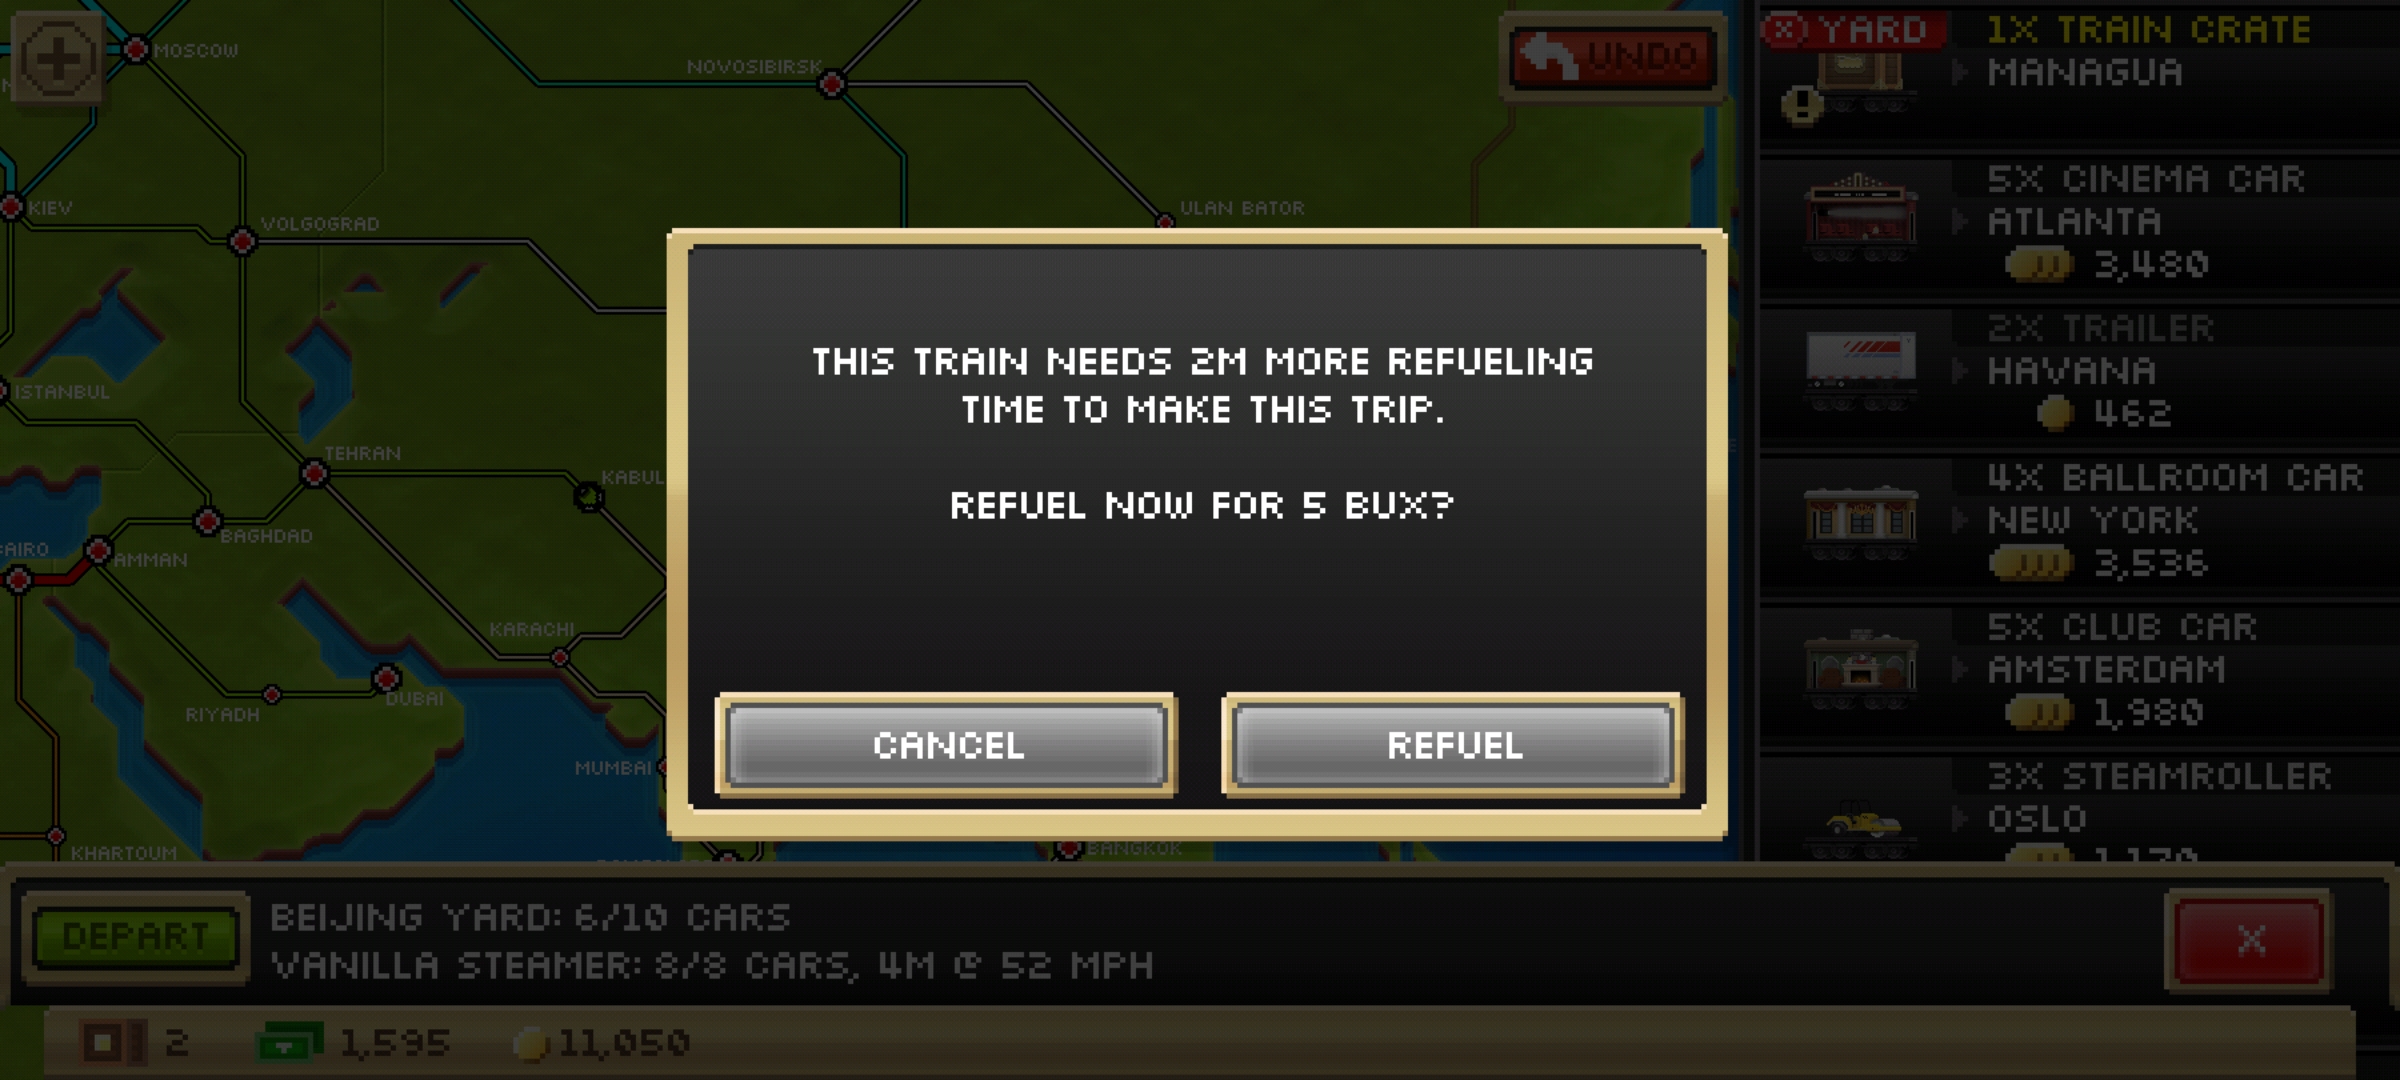 MOSCOW
NOVOSIBIRSK
KIEV
VOLGOGRAD
ULAN BATOR
ISTANBUL
TEHRAN
KABUL
BAGHDAD
AIRO
AMMAN
KARACHI
RIYADH
DUBAI
MUMBAI
KHARTOUM
BANGKOK
UNDO
YARD
1X TRAIN CRATE
MANAGUA
5X CINEMA CAR
ATLANTA
3,480
2X TRAILER
HAVANA
462
4X BALLROOM CAR
NEW YORK
3,536
5X CLUB CAR
AMSTERDAM
1,980
3X STEAMROLLER
OSLO
1,170
THIS TRAIN NEEDS 2M MORE REFUELING
TIME TO MAKE THIS TRIP.
REFUEL NOW FOR 5 BUX?
CANCEL
REFUEL
DEPART
BEIJING YARD: 6/10 CARS
VANILLA STEAMER: 8/8 CARS, 4M @ 52 MPH
X
2
1,595
11,050